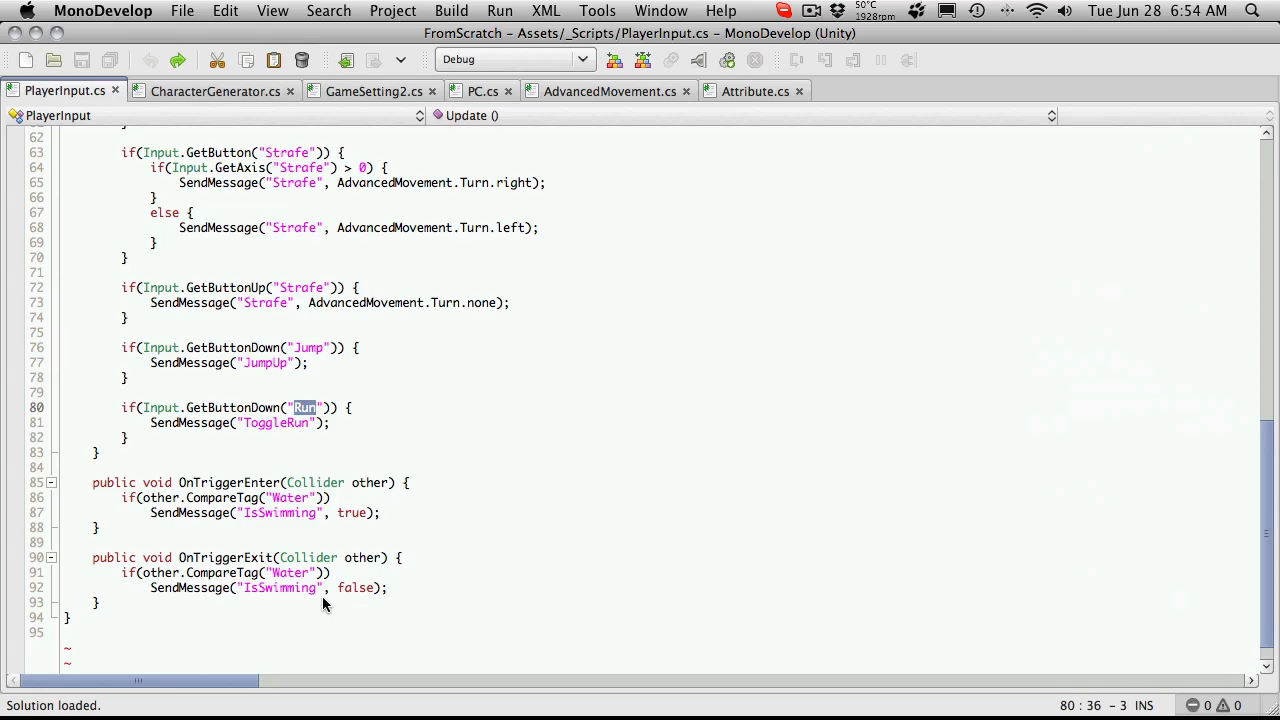 MonoDevelop File Edit View Search Project Build Run XML Tools Window Help 50°C 1928rpm Tue Jun 28 6:54 AM
FromScratch - Assets/_Scripts/PlayerInput.cs - MonoDevelop (Unity)
Debug
PlayerInput.cs CharacterGenerator.cs GameSetting2.cs PC.cs AdvancedMovement.cs Attribute.cs
PlayerInput Update ()
62
63 if(Input.GetButton("Strafe")) {
64 if(Input.GetAxis("Strafe") > 0) {
65 SendMessage("Strafe", AdvancedMovement.Turn.right);
66 }
67 else {
68 SendMessage("Strafe", AdvancedMovement.Turn.left);
69 }
70 }
71
72 if(Input.GetButtonUp("Strafe")) {
73 SendMessage("Strafe", AdvancedMovement.Turn.none);
74 }
75
76 if(Input.GetButtonDown("Jump")) {
77 SendMessage("JumpUp");
78 }
79
80 if(Input.GetButtonDown("Run")) {
81 SendMessage("ToggleRun");
82 }
83 }
84
85 public void OnTriggerEnter(Collider other) {
86 if(other.CompareTag("Water"))
87 SendMessage("IsSwimming", true);
88 }
89
90 public void OnTriggerExit(Collider other) {
91 if(other.CompareTag("Water"))
92 SendMessage("IsSwimming", false);
93 }
94 }
95
~
~
Solution loaded. 80 : 36 - 3 INS 0 0